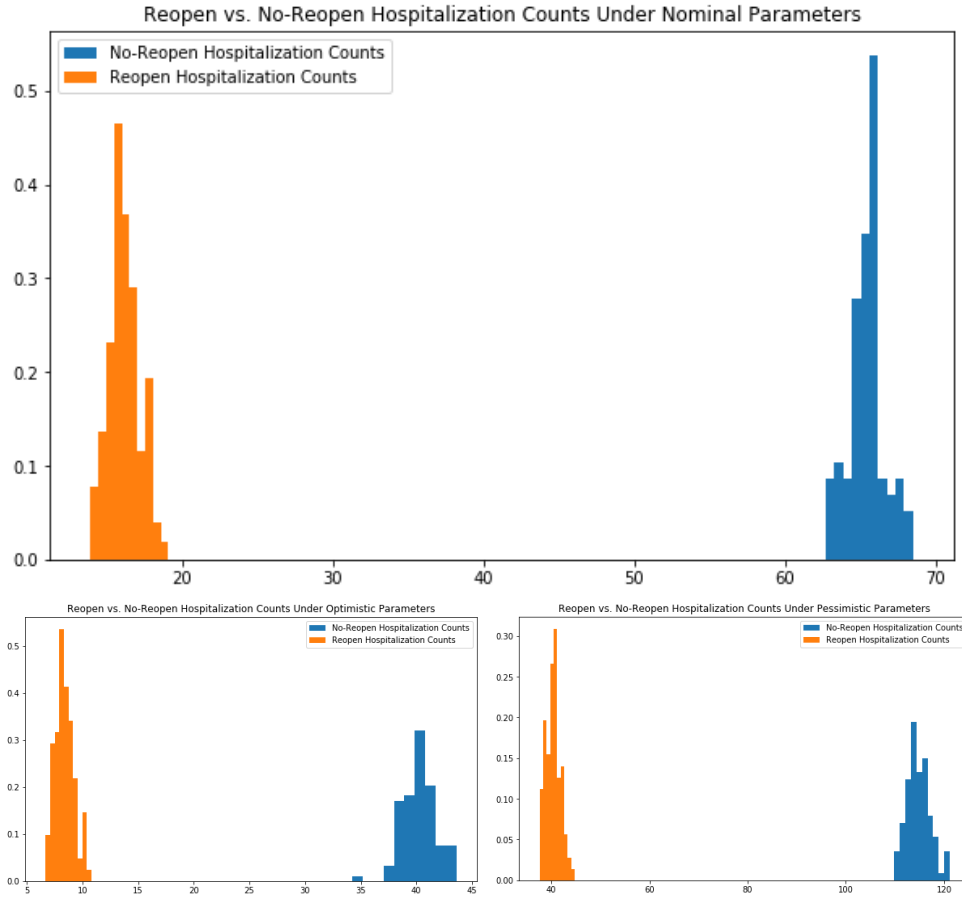 Reopen vs. No-Reopen Hospitalization Counts Under Nominal Parameters
No-Reopen Hospitalization Counts
Reopen Hospitalization Counts
0.5
0.4
0.3
0.2
0.1
0.0
20 30 40 50 60 70
Reopen vs. No-Reopen Hospitalization Counts Under Optimistic Parameters
No-Reopen Hospitalization Counts
Reopen Hospitalization Counts
0.5
0.4
0.3
0.2
0.1
0.0
5 10 15 20 25 30 35 40 45
Reopen vs. No-Reopen Hospitalization Counts Under Pessimistic Parameters
No-Reopen Hospitalization Counts
Reopen Hospitalization Counts
0.30
0.25
0.20
0.15
0.10
0.05
0.00
40 60 80 100 120